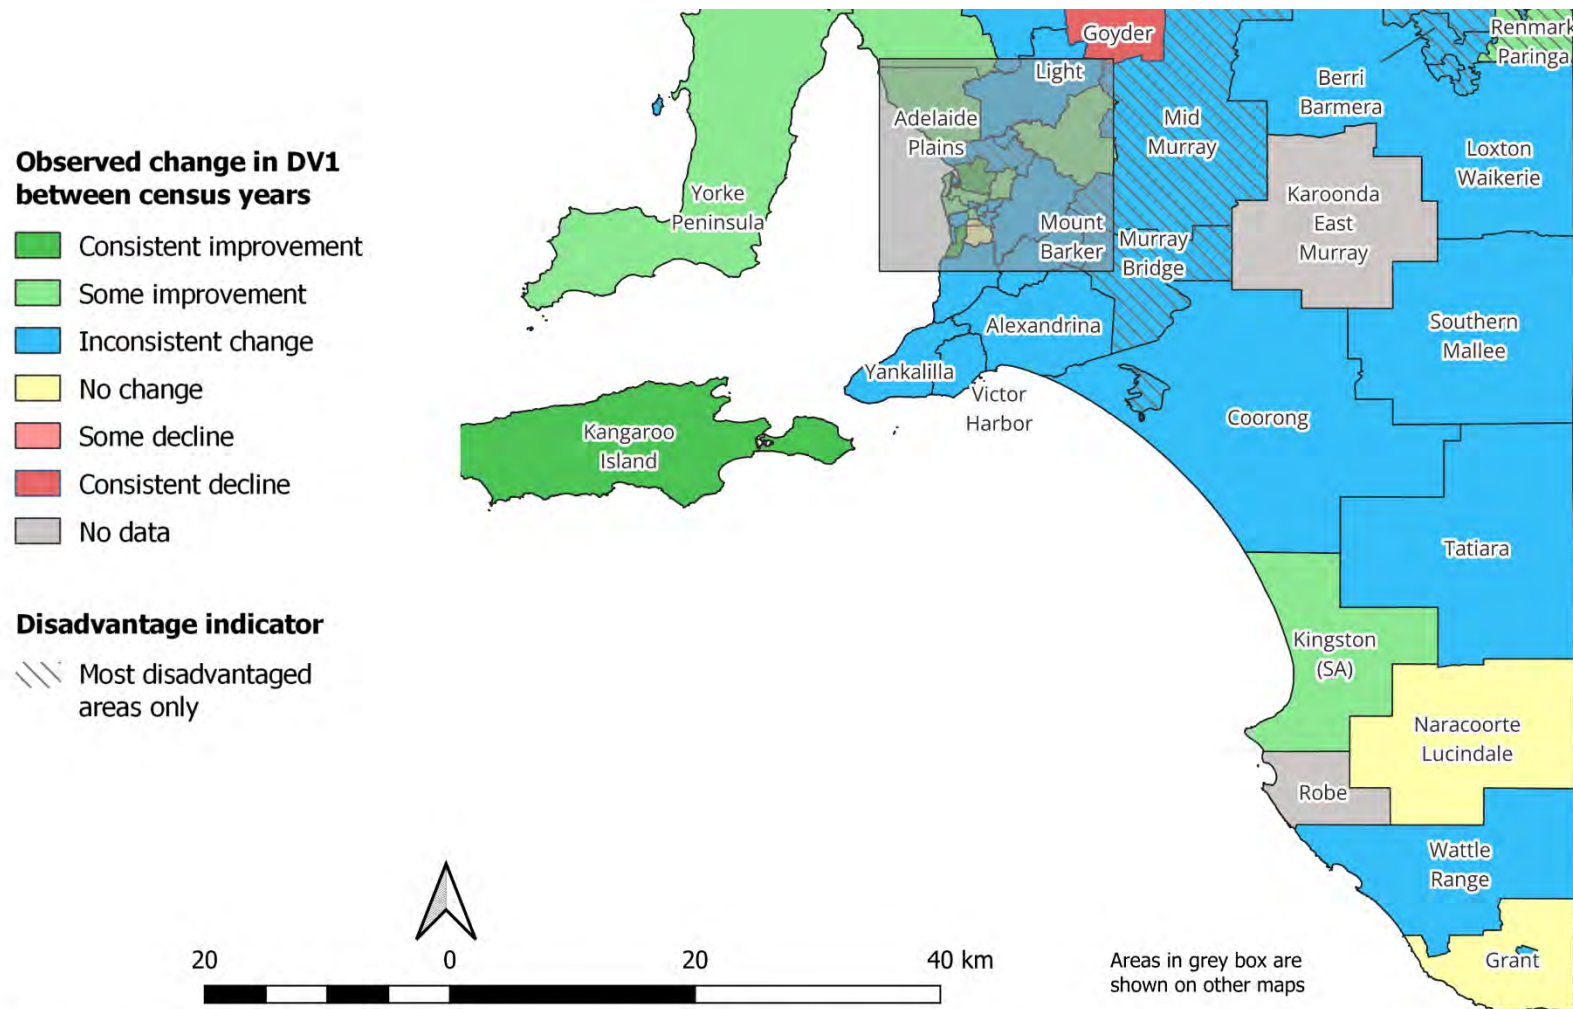 Observed change in DV1
between census years
Consistent improvement
Some improvement
Inconsistent change
No change
Some decline
Consistent decline
No data
Disadvantage indicator
Most disadvantaged
areas only
Goyder
Renmark
Paringa
Light
Berri
Barmera
Adelaide
Plains
Mid
Murray
Loxton
Waikerie
Yorke
Peninsula
Karoonda
East
Murray
Mount
Barker
Murray
Bridge
Alexandrina
Southern
Mallee
Yankalilla
Victor
Harbor
Coorong
Kangaroo
Island
Tatiara
Kingston
(SA)
Naracoorte
Lucindale
Robe
Wattle
Range
Grant
20 0 20 40 km
Areas in grey box are
shown on other maps